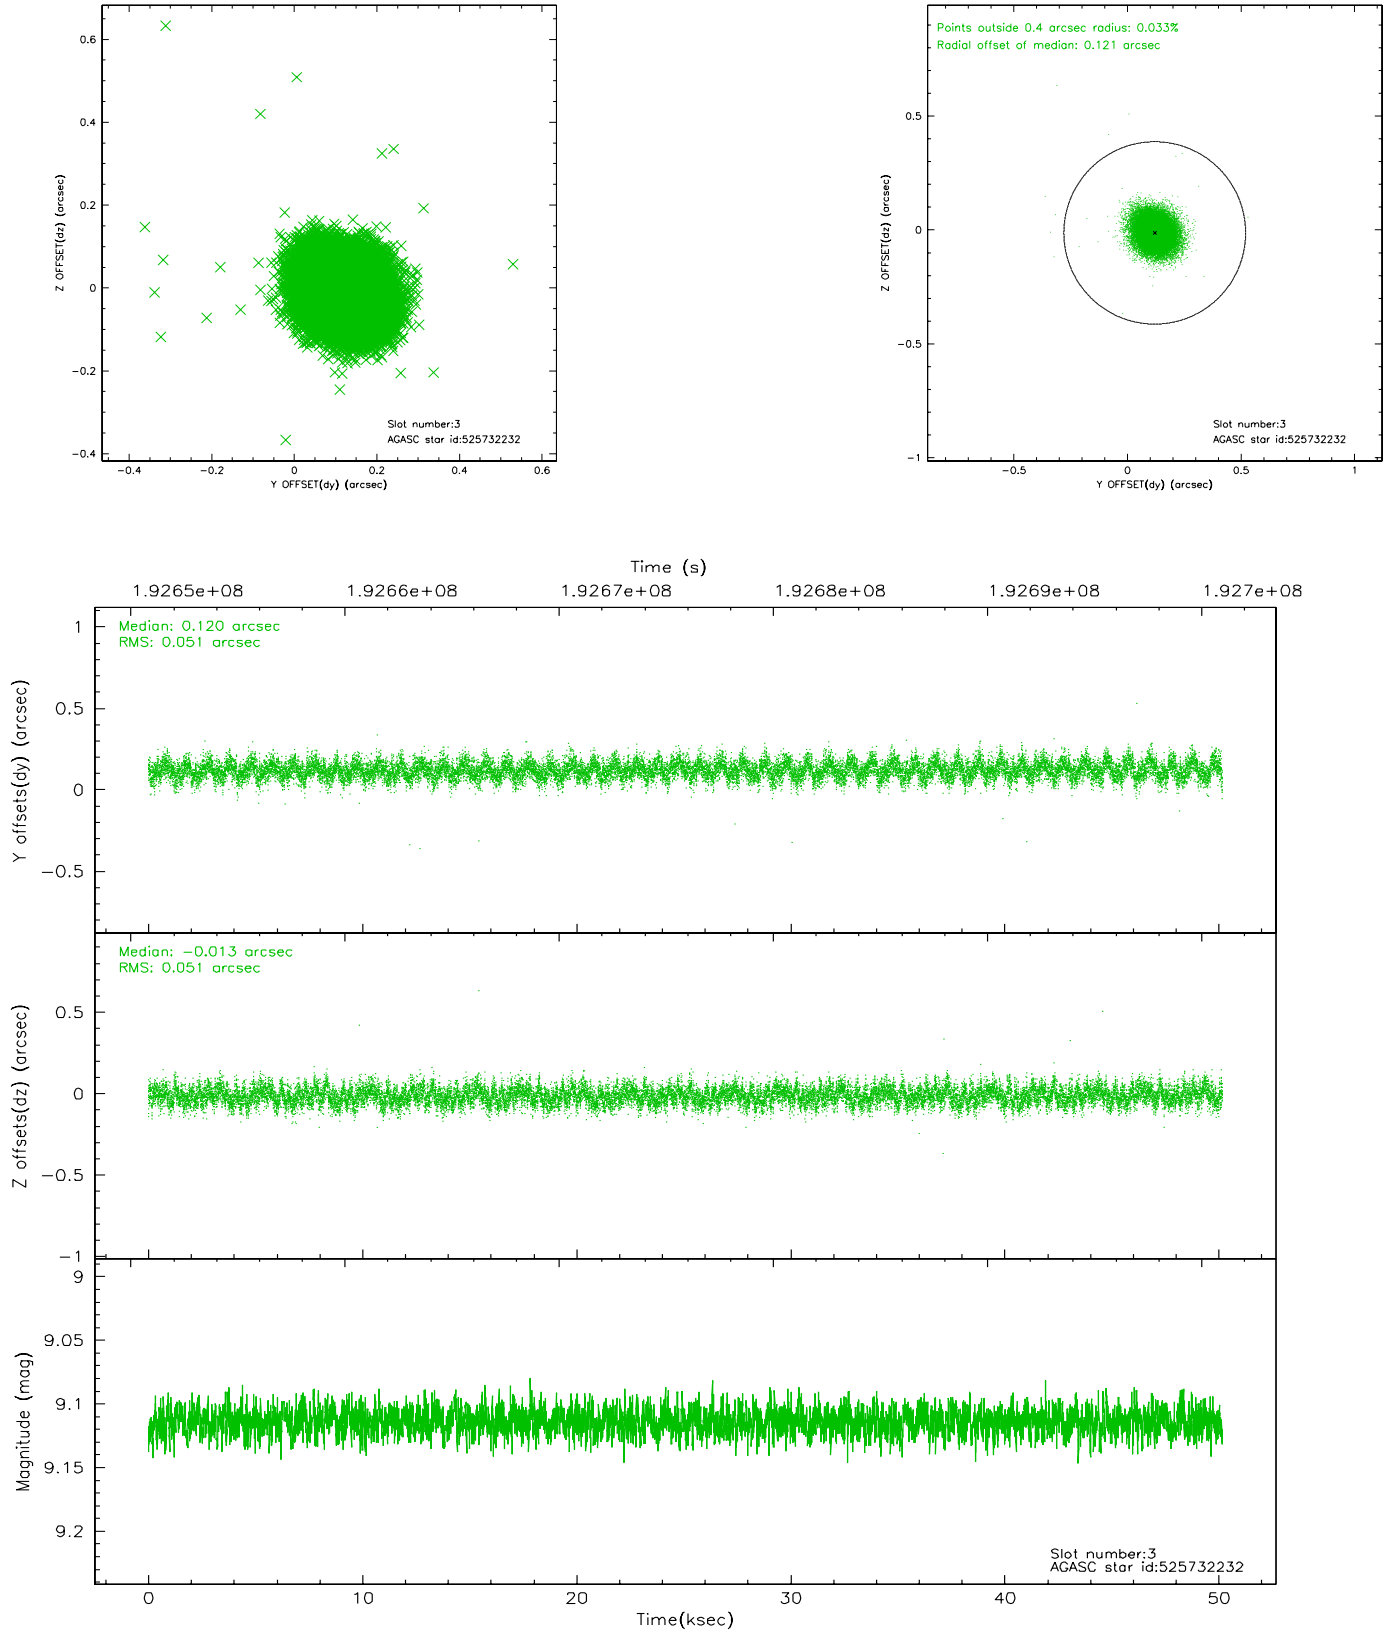 0.6
0.4
0.2
0
−0.2
−0.4
Z OFFSET(dz) (arcsec)
Slot number:3
AGASC star id:525732232
−0.4 −0.2 0 0.2 0.4 0.6
Y OFFSET(dy) (arcsec)
Points outside 0.4 arcsec radius: 0.033%
Radial offset of median: 0.121 arcsec
0.5
0
−0.5
−1
Z OFFSET(dz) (arcsec)
Slot number:3
AGASC star id:525732232
−0.5 0 0.5 1
Y OFFSET(dy) (arcsec)
Time (s)
1.9265e+08 1.9266e+08 1.9267e+08 1.9268e+08 1.9269e+08 1.927e+08
Median: 0.120 arcsec
RMS: 0.051 arcsec
1
0.5
0
−0.5
Y offsets(dy) (arcsec)
Median: −0.013 arcsec
RMS: 0.051 arcsec
0.5
0
−0.5
−1
Z offsets(dz) (arcsec)
9
9.05
9.1
9.15
9.2
Magnitude (mag)
Slot number:3
AGASC star id:525732232
0 10 20 30 40 50
Time(ksec)